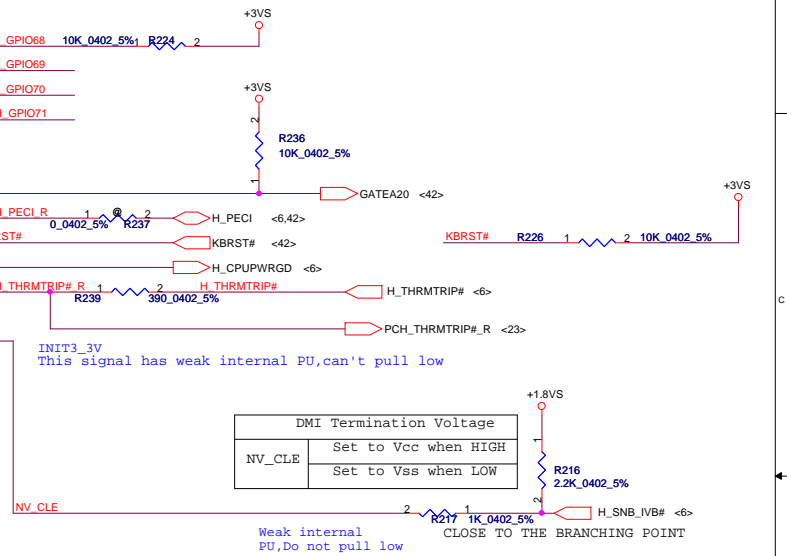 +3VS
_GPIO68 10K_0402_5% 1 R224 2
_GPIO69
_GPIO70
_GPIO71
+3VS
2
R236
10K_0402_5%
1
GATEA20 <42>
+3VS
_PECI_R 1 @ 2 H_PECI <6,42>
0_0402_5% R237
ST# KBRST# <42>
KBRST# R226 1 2 10K_0402_5%
H_CPUPWRGD <6>
_THRMTRIP#_R 1 2 H_THRMTRIP# H_THRMTRIP# <6>
R239 390_0402_5%
C
PCH_THRMTRIP#_R <23>
INIT3_3V
This signal has weak internal PU,can't pull low
+1.8VS
DMI Termination Voltage
NV_CLE
Set to Vcc when HIGH
Set to Vss when LOW
1
R216
2.2K_0402_5%
2
NV_CLE 2 R217 1 1K_0402_5% H_SNB_IVB# <6>
CLOSE TO THE BRANCHING POINT
Weak internal
PU,Do not pull low